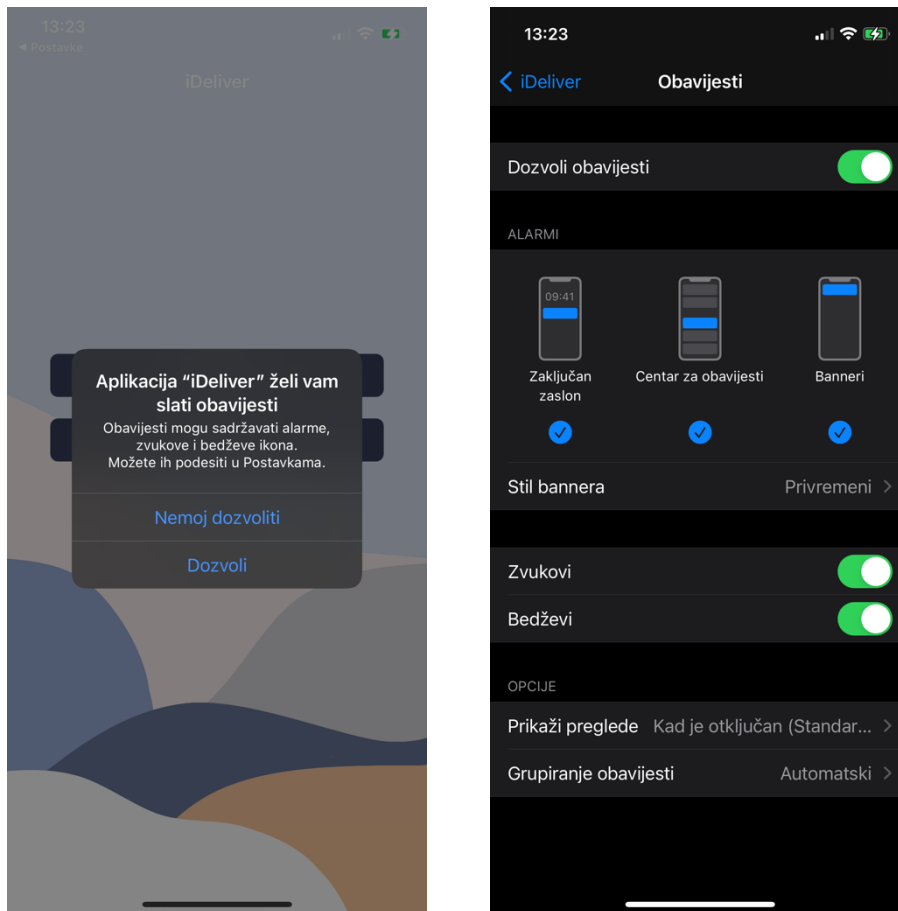 13:23
Postavke
iDeliver
Aplikacija “iDeliver” želi vam
slati obavijesti
Obavijesti mogu sadržavati alarme,
zvukove i bedževe ikona.
Možete ih podesiti u Postavkama.
Nemoj dozvoliti
Dozvoli
13:23
iDeliver
Obavijesti
Dozvoli obavijesti
ALARMI
09:41
Zaključan
zaslon
Centar za obavijesti
Banneri
Stil bannera Privremeni
Zvukovi
Bedževi
OPCIJE
Prikaži preglede Kad je otključan (Standar...
Grupiranje obavijesti Automatski